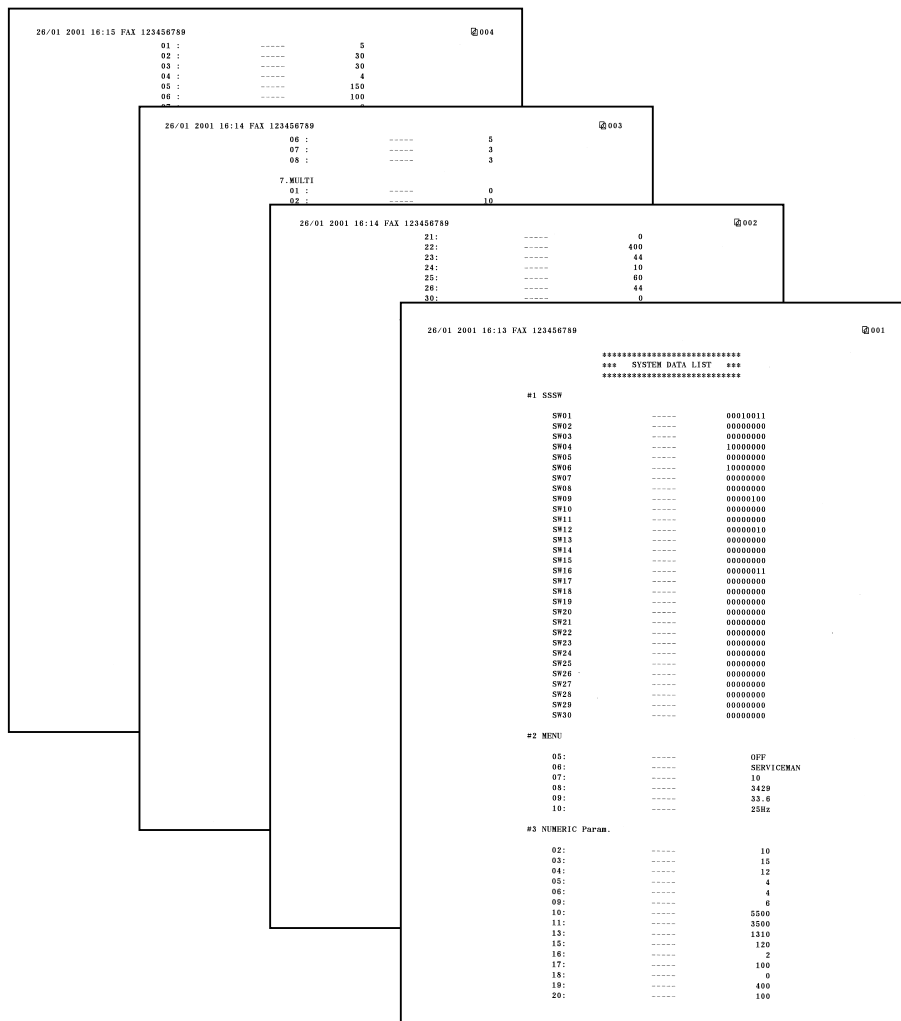 26/01 2001 16:15 FAX 123456789 004
01 : ----- 5
02 : ----- 30
03 : ----- 30
04 : ----- 4
05 : ----- 150
06 : ----- 100
26/01 2001 16:14 FAX 123456789 003
06 : ----- 5
07 : ----- 3
08 : ----- 3
7.MULTI
01 : ----- 0
02 : ----- 10
26/01 2001 16:14 FAX 123456789 002
21: ----- 0
22: ----- 400
23: ----- 44
24: ----- 10
25: ----- 60
26: ----- 44
30: ----- 0
26/01 2001 16:13 FAX 123456789 001
****************************
*** SYSTEM DATA LIST ***
****************************
#1 SSSW
SW01 ----- 00010011
SW02 ----- 00000000
SW03 ----- 00000000
SW04 ----- 10000000
SW05 ----- 00000000
SW06 ----- 10000000
SW07 ----- 00000000
SW08 ----- 00000000
SW09 ----- 00000100
SW10 ----- 00000000
SW11 ----- 00000000
SW12 ----- 00000010
SW13 ----- 00000000
SW14 ----- 00000000
SW15 ----- 00000000
SW16 ----- 00000011
SW17 ----- 00000000
SW18 ----- 00000000
SW19 ----- 00000000
SW20 ----- 00000000
SW21 ----- 00000000
SW22 ----- 00000000
SW23 ----- 00000000
SW24 ----- 00000000
SW25 ----- 00000000
SW26 ----- 00000000
SW27 ----- 00000000
SW28 ----- 00000000
SW29 ----- 00000000
SW30 ----- 00000000
#2 MENU
05: ----- OFF
06: ----- SERVICEMAN
07: ----- 10
08: ----- 3429
09: ----- 33.6
10: ----- 25Hz
#3 NUMERIC Param.
02: ----- 10
03: ----- 15
04: ----- 12
05: ----- 4
06: ----- 4
09: ----- 6
10: ----- 5500
11: ----- 3500
13: ----- 1310
15: ----- 120
16: ----- 2
17: ----- 100
18: ----- 0
19: ----- 400
20: ----- 100